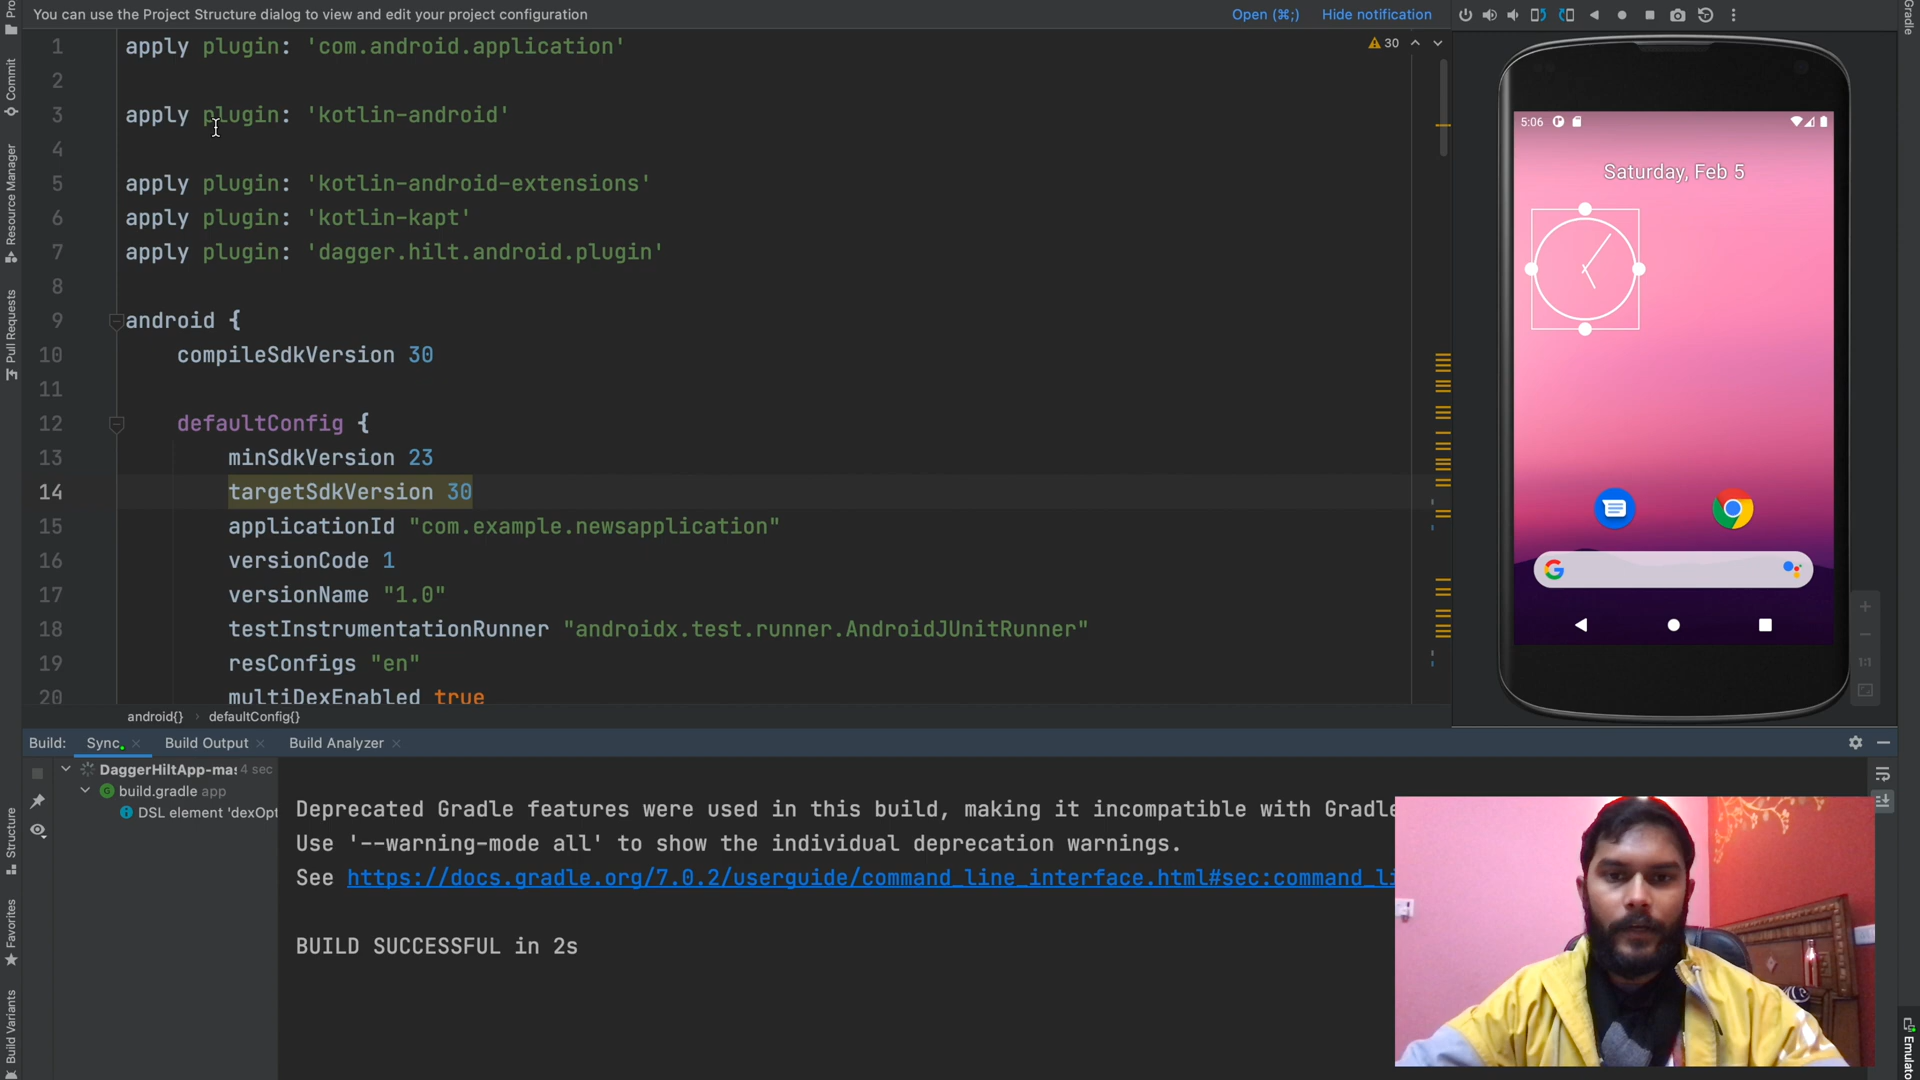 You can use the Project Structure dialog to view and edit your project configuration
Open (⌘;)
Hide notification
Gradle
Commit
Resource Manager
Pull Requests
Structure
Favorites
Build Variants
30
1 apply plugin: 'com.android.application'
2
3 apply plugin: 'kotlin-android'
4
5 apply plugin: 'kotlin-android-extensions'
6 apply plugin: 'kotlin-kapt'
7 apply plugin: 'dagger.hilt.android.plugin'
8
9 android {
10 compileSdkVersion 30
11
12 defaultConfig {
13 minSdkVersion 23
14 targetSdkVersion 30
15 applicationId "com.example.newsapplication"
16 versionCode 1
17 versionName "1.0"
18 testInstrumentationRunner "androidx.test.runner.AndroidJUnitRunner"
19 resConfigs "en"
20 multiDexEnabled true
android{} › defaultConfig{}
5:06
Saturday, Feb 5
1:1
Build: Sync Build Output Build Analyzer
DaggerHiltApp-mas 4 sec
build.gradle app
DSL element 'dexOpt
Deprecated Gradle features were used in this build, making it incompatible with Gradle
Use '--warning-mode all' to show the individual deprecation warnings.
See https://docs.gradle.org/7.0.2/userguide/command_line_interface.html#sec:command_li
BUILD SUCCESSFUL in 2s
Emulato